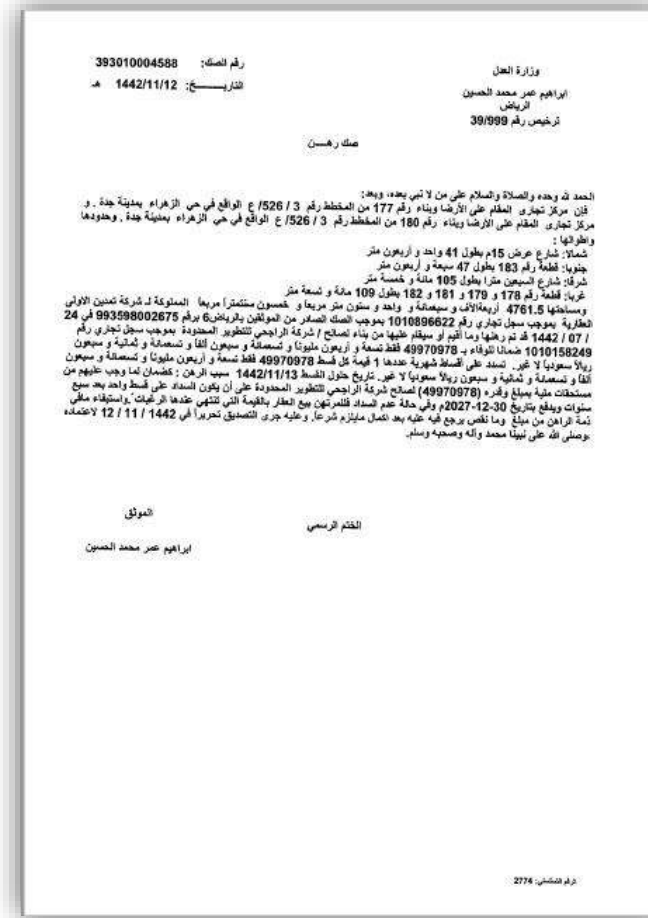 وزارة العدل
ابراهيم عمر محمد الحسين
الرياض
ترخيص رقم 39/999
رقم الصك: 393010004588
التاريـــــــخ: 1442/11/12 هـ
صك رهـــن
الحمد لله وحده والصلاة والسلام على من لا نبي بعده، وبعد:
فإن مركز تجارى المقام على الأرضا وبناء رقم 177 من المخطط رقم 3 / 526/ ع الواقع في حي الزهراء بمدينة جدة . و
مركز تجارى المقام على الارضا وبناء رقم 180 من المخطط رقم 3 / 526/ ع الواقع في حي الزهراء بمدينة جدة . وحدودها
واطوالها :
شمالا: شارع عرض 15م بطول 41 واحد و أربعون متر
جنوبا: قطعة رقم 183 بطول 47 سبعة و أربعون متر
شرقا: شارع السبعين مترا بطول 105 مائة و خمسة متر
غربا: قطعة رقم 178 و 179 و 181 و 182 بطول 109 مائة و تسعة متر
ومساحتها 4761.5 أربعةالآف و سبعمائة و واحد و ستون متر مربعا و خمسون سنتمترا مربعا المملوكة لـ شركة تمدين الاولى
العقارية بموجب سجل تجاري رقم 1010896622 بموجب الصك الصادر من الموثقين بالرياض6 برقم 993598002675 في 24
/ 07 / 1442 قد تم رهنها وما أقيم أو سيقام عليها من بناء لصالح / شركة الراجحي للتطوير المحدودة بموجب سجل تجاري رقم
1010158249 ضمانا للوفاء بـ 49970978 فقط تسعة و أربعون مليونا و تسعمائة و سبعون ألفا و تسعمائة و ثمانية و سبعون
ريالاً سعودياً لا غير. تسدد على أقساط شهرية عددها 1 قيمة كل قسط 49970978 فقط تسعة و أربعون مليونا و تسعمائة و سبعون
ألفا و تسعمائة و ثمانية و سبعون ريالاً سعودياً لا غير. تاريخ حلول القسط 1442/11/13 سبب الرهن : كضمان لما وجب عليهم من
مستحقات ملية بمبلغ وقدره (49970978) لصالح شركة الراجحي للتطوير المحدودة على أن يكون السداد على قسط واحد بعد سبع
سنوات ويدفع بتاريخ 30-12-2027م وفي حالة عدم السداد فللمرتهن بيع العقار بالقيمة التي تنتهي عندها الرغبات ،واستيفاء مافي
ذمة الراهن من مبلغ وما نقص يرجع فيه عليه بعد اكمال مايلزم شرعاً. وعليه جرى التصديق تحريراً في 1442 / 11 / 12 لاعتماده
،وصلى الله على نبينا محمد وآله وصحبه وسلم.
الموثق
الختم الرسمي
ابراهيم عمر محمد الحسين
الرقم التسلسلي: 2774